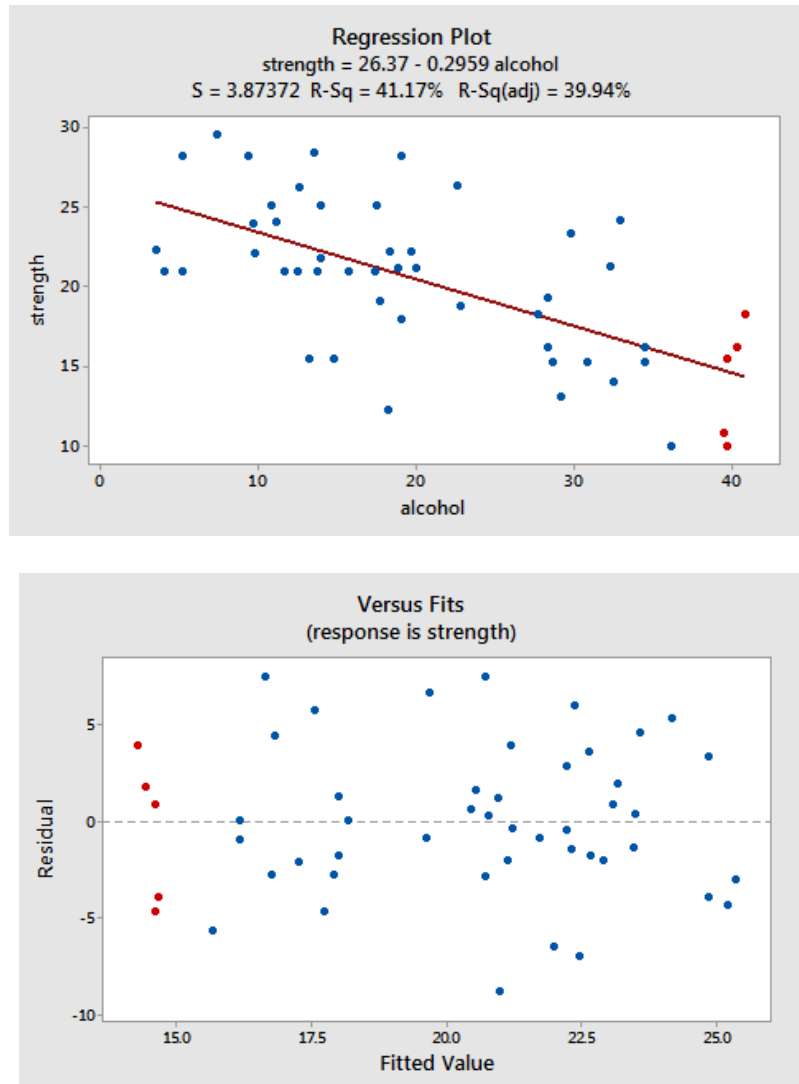 Regression Plot
strength = 26.37 - 0.2959 alcohol
S = 3.87372 R-Sq = 41.17% R-Sq(adj) = 39.94%
30
25
20
15
10
strength
0 10 20 30 40
alcohol
Versus Fits
(response is strength)
5
0
-5
-10
Residual
15.0 17.5 20.0 22.5 25.0
Fitted Value